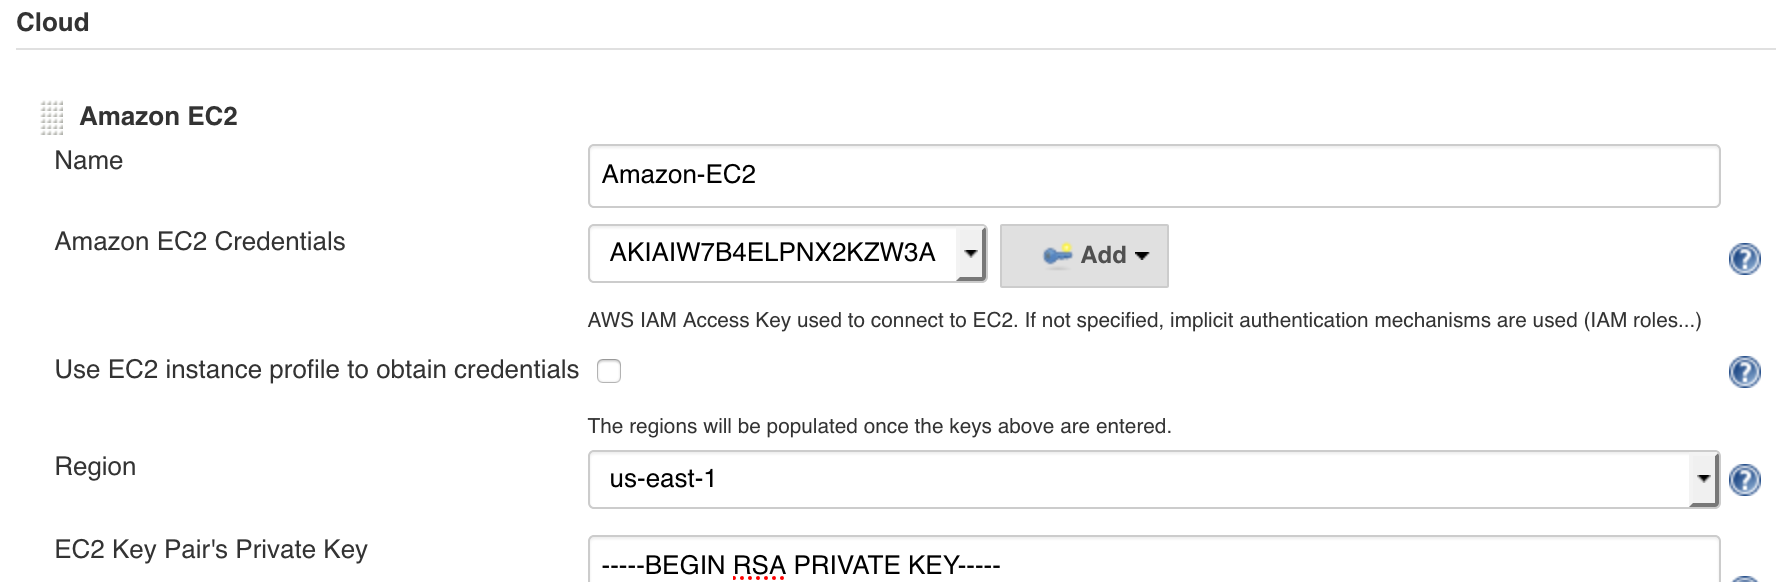 Cloud
Amazon EC2
Name
Amazon-EC2
Amazon EC2 Credentials
AKIAIW7B4ELPNX2KZW3A
Add
AWS IAM Access Key used to connect to EC2. If not specified, implicit authentication mechanisms are used (IAM roles...)
Use EC2 instance profile to obtain credentials
The regions will be populated once the keys above are entered.
Region
us-east-1
EC2 Key Pair's Private Key
-----BEGIN RSA PRIVATE KEY-----